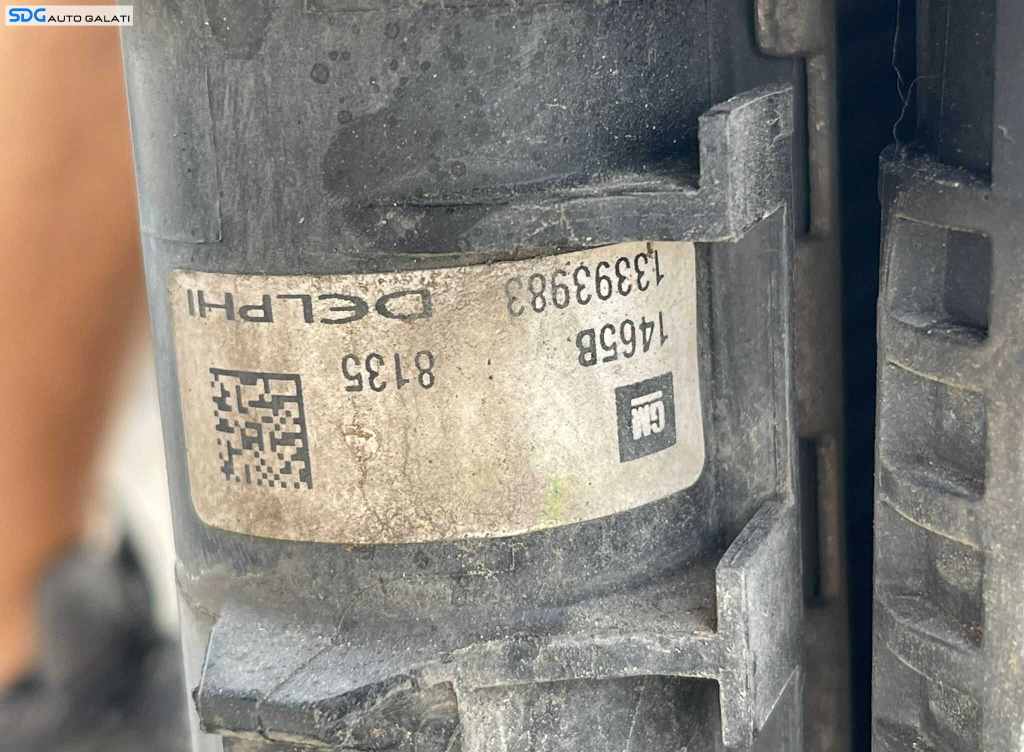 SDG AUTO GALATI
GM
1465B 8135
13393983 DELPHI